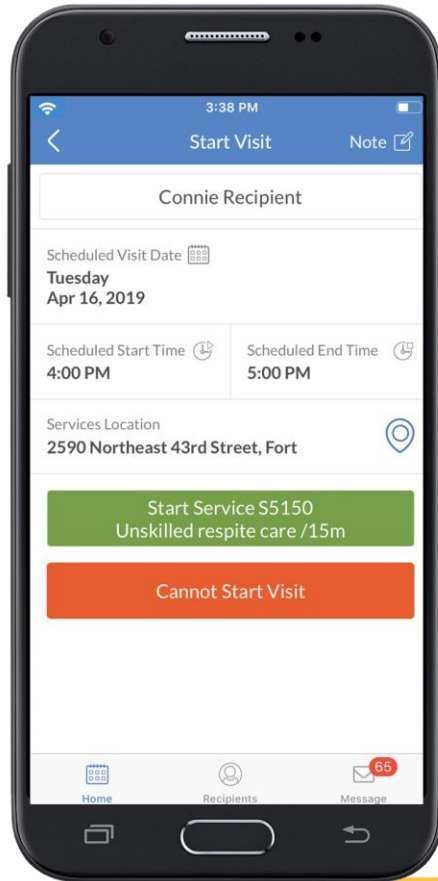 3:38 PM
Start Visit
Note
Connie Recipient
Scheduled Visit Date
Tuesday
Apr 16, 2019
Scheduled Start Time
4:00 PM
Scheduled End Time
5:00 PM
Services Location
2590 Northeast 43rd Street, Fort
Start Service S5150
Unskilled respite care /15m
Cannot Start Visit
65
Home
Recipients
Message